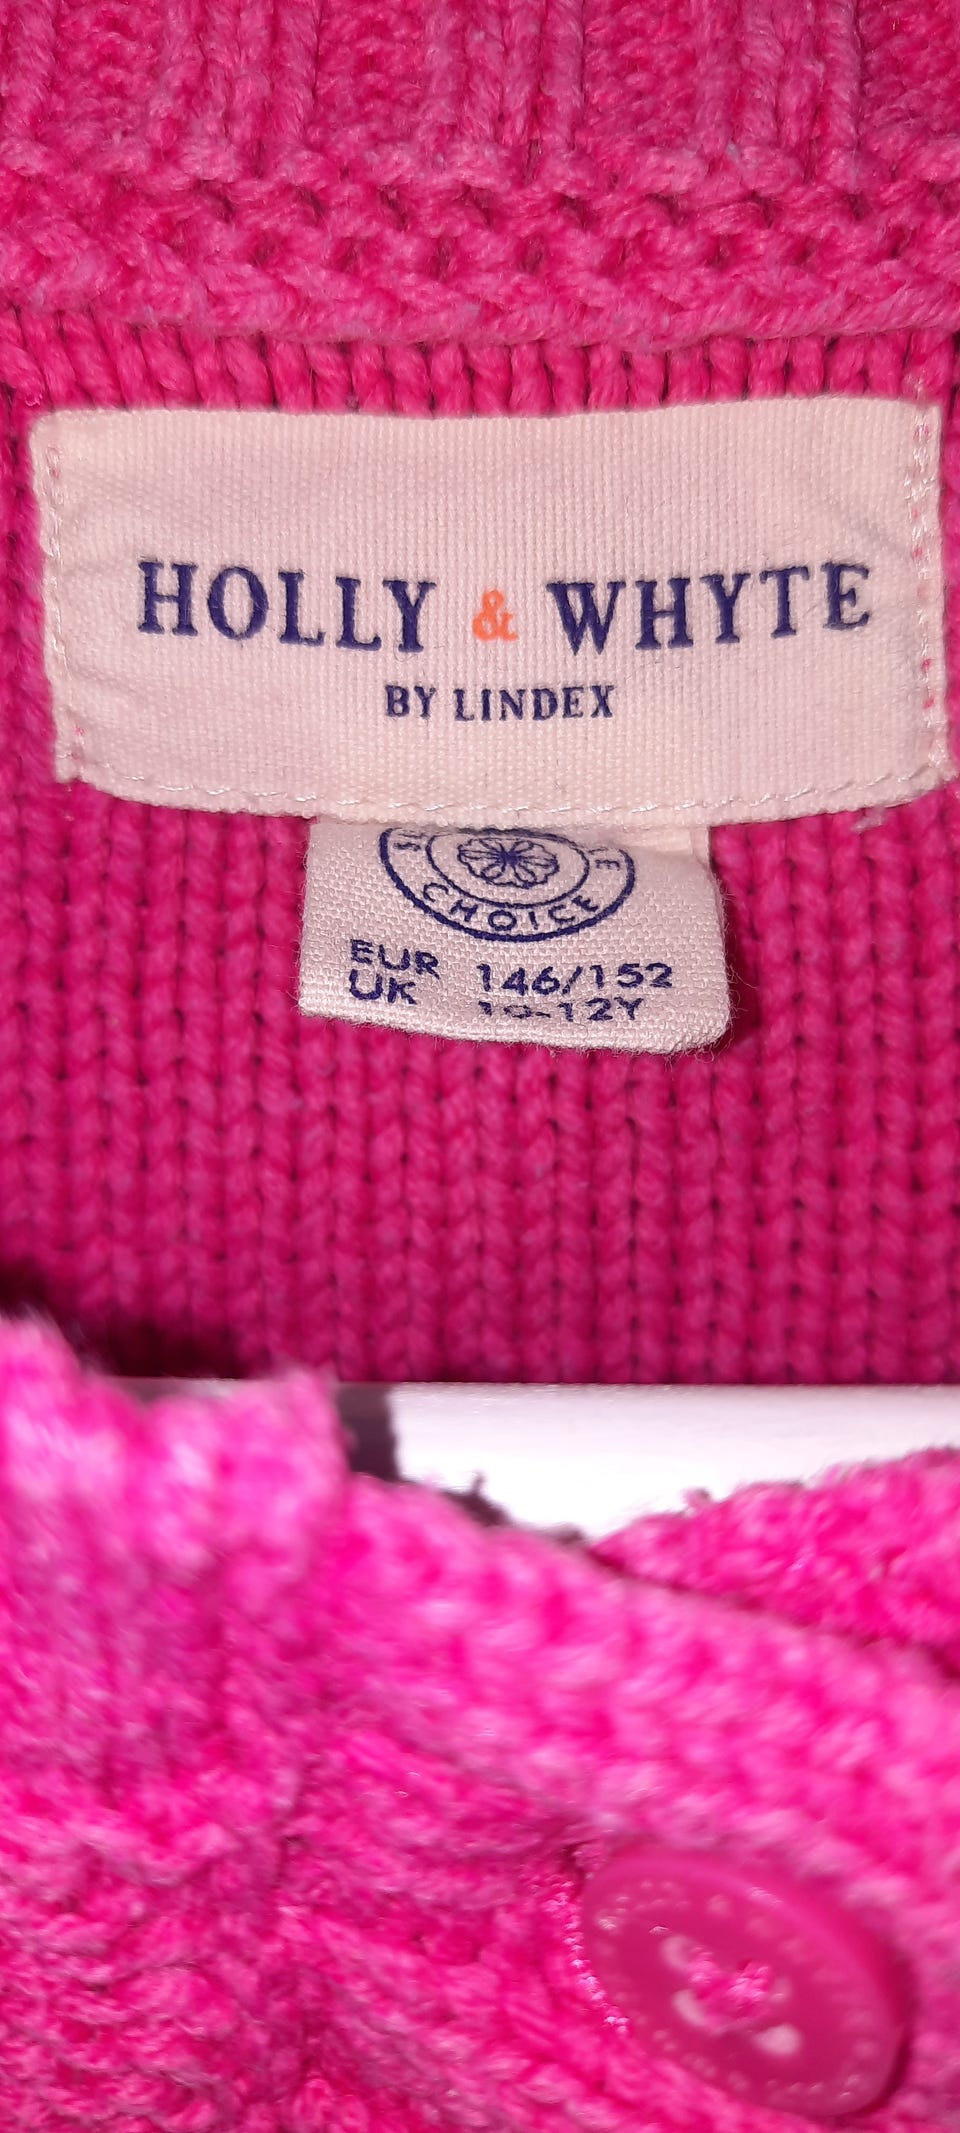 HOLLY & WHYTE
BY LINDEX
CHOICE
EUR 146/152
UK 10-12Y